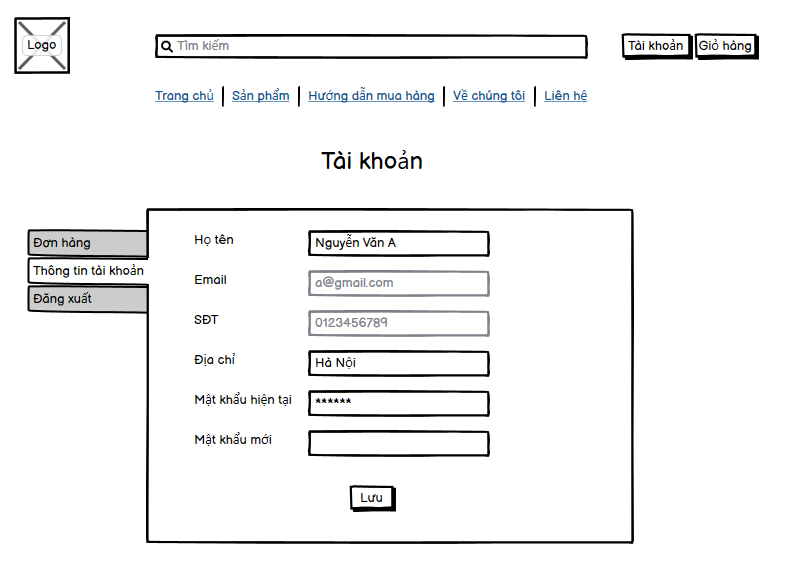 Logo
Tìm kiếm
Tài khoản
Giỏ hàng
Trang chủ | Sản phẩm | Hướng dẫn mua hàng | Về chúng tôi | Liên hệ
Tài khoản
Đơn hàng
Thông tin tài khoản
Đăng xuất
Họ tên Nguyễn Văn A
Email a@gmail.com
SĐT 0123456789
Địa chỉ Hà Nội
Mật khẩu hiện tại ******
Mật khẩu mới
Lưu